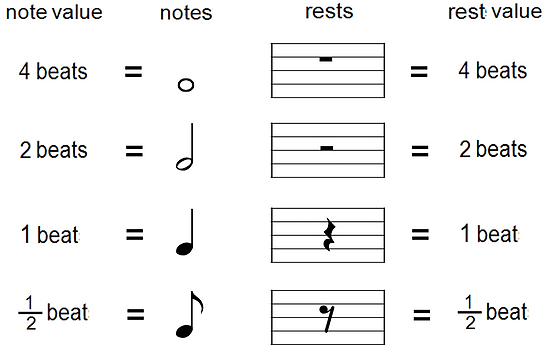 note value notes rests rest value
4 beats = = 4 beats
2 beats = = 2 beats
1 beat = = 1 beat
1/2 beat = = 1/2 beat